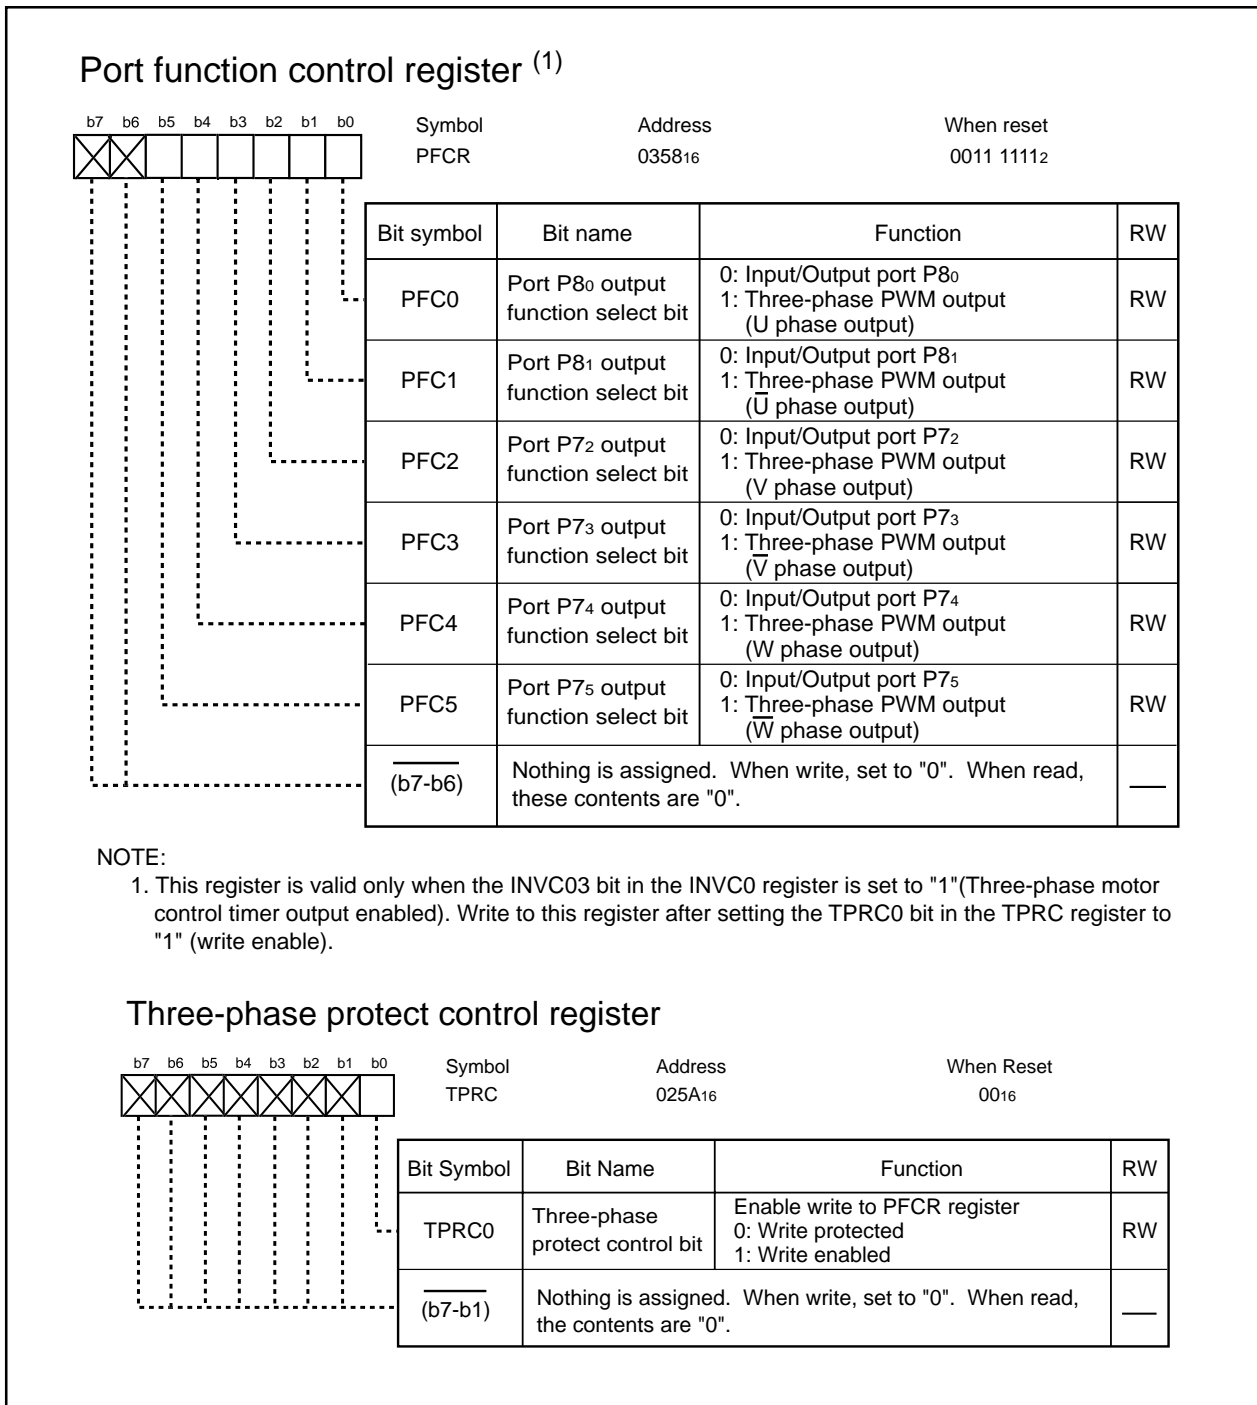 Port function control register (1)
b7 b6 b5 b4 b3 b2 b1 b0
Symbol Address When reset
PFCR 035816 0011 11112
Bit symbol Bit name Function RW
PFC0 Port P80 output function select bit 0: Input/Output port P80
1: Three-phase PWM output
(U phase output) RW
PFC1 Port P81 output function select bit 0: Input/Output port P81
1: Three-phase PWM output
(U̅ phase output) RW
PFC2 Port P72 output function select bit 0: Input/Output port P72
1: Three-phase PWM output
(V phase output) RW
PFC3 Port P73 output function select bit 0: Input/Output port P73
1: Three-phase PWM output
(V̅ phase output) RW
PFC4 Port P74 output function select bit 0: Input/Output port P74
1: Three-phase PWM output
(W phase output) RW
PFC5 Port P75 output function select bit 0: Input/Output port P75
1: Three-phase PWM output
(W̅ phase output) RW
(b7-b6) Nothing is assigned. When write, set to "0". When read,
these contents are "0". —
NOTE:
1. This register is valid only when the INVC03 bit in the INVC0 register is set to "1"(Three-phase motor
control timer output enabled). Write to this register after setting the TPRC0 bit in the TPRC register to
"1" (write enable).
Three-phase protect control register
b7 b6 b5 b4 b3 b2 b1 b0
Symbol Address When Reset
TPRC 025A16 0016
Bit Symbol Bit Name Function RW
TPRC0 Three-phase protect control bit Enable write to PFCR register
0: Write protected
1: Write enabled RW
(b7-b1) Nothing is assigned. When write, set to "0". When read,
the contents are "0". —